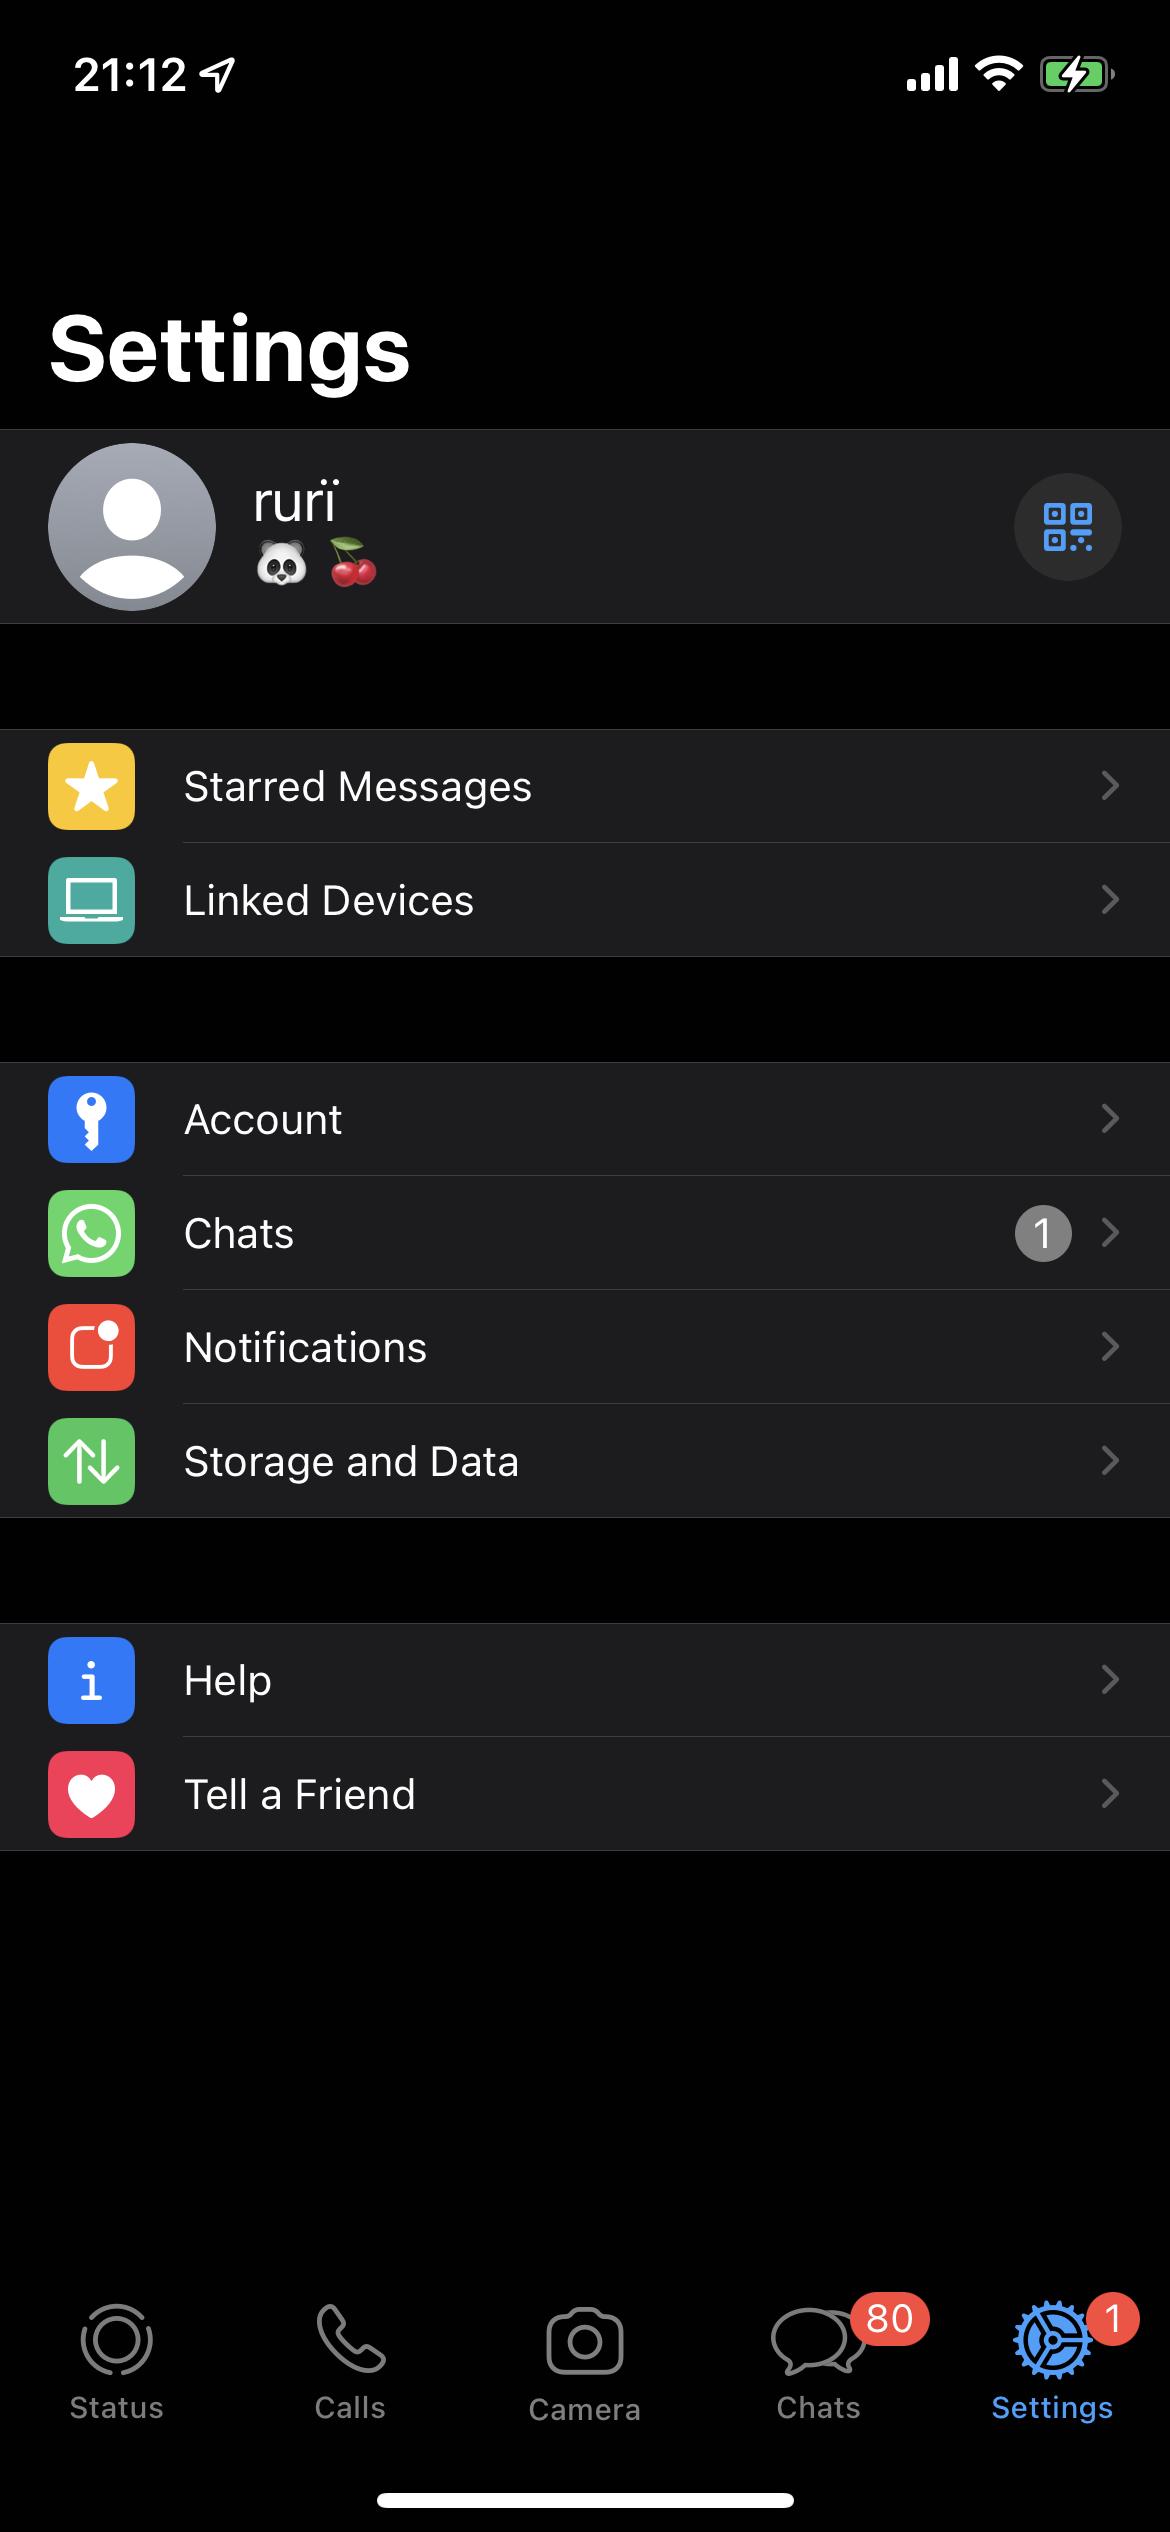 21:12
Settings
rurï
🐼 🍒
Starred Messages
Linked Devices
Account
Chats 1
Notifications
Storage and Data
Help
Tell a Friend
80 1
Status Calls Camera Chats Settings